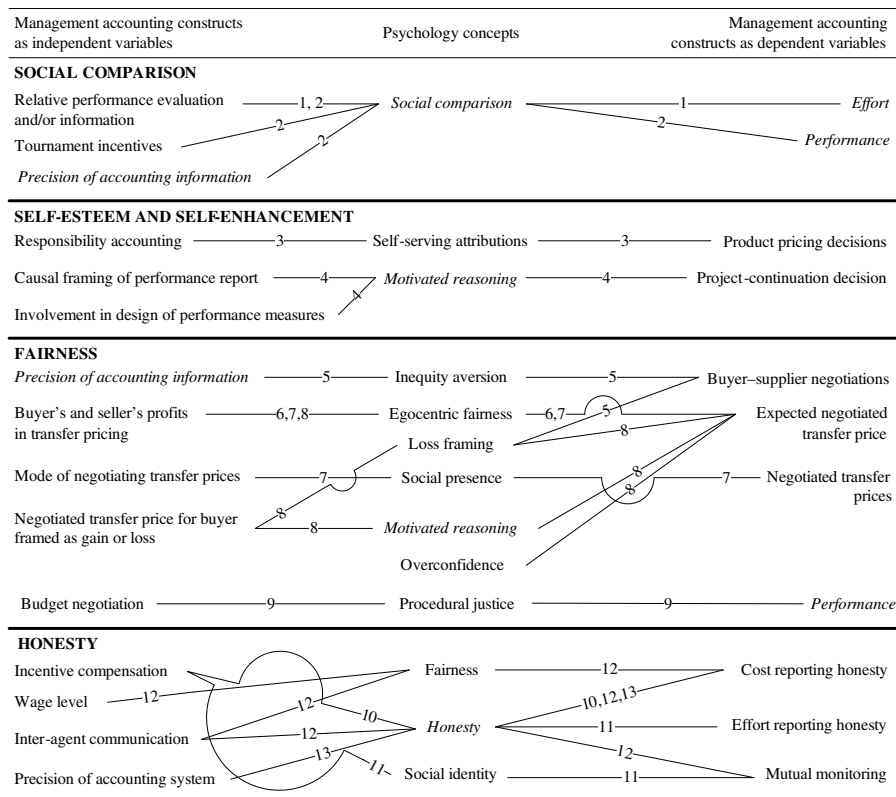 Management accounting constructs
as independent variables
Psychology concepts
Management accounting
constructs as dependent variables
SOCIAL COMPARISON
Relative performance evaluation
and/or information
1, 2
Social comparison
1
Effort
2
2
Performance
Tournament incentives
2
Precision of accounting information
SELF-ESTEEM AND SELF-ENHANCEMENT
Responsibility accounting
3
Self-serving attributions
3
Product pricing decisions
Causal framing of performance report
4
Motivated reasoning
4
Project-continuation decision
4
Involvement in design of performance measures
FAIRNESS
Precision of accounting information
5
Inequity aversion
5
Buyer–supplier negotiations
Buyer's and seller's profits
in transfer pricing
6,7,8
Egocentric fairness
6,7
5
Expected negotiated
transfer price
8
Loss framing
Mode of negotiating transfer prices
7
Social presence
8
8
7
Negotiated transfer
prices
Negotiated transfer price for buyer
framed as gain or loss
8
8
Motivated reasoning
Overconfidence
Budget negotiation
9
Procedural justice
9
Performance
HONESTY
Incentive compensation
Fairness
12
Cost reporting honesty
Wage level
12
12
10
10,12,13
Inter-agent communication
12
Honesty
11
Effort reporting honesty
13
12
Precision of accounting system
11
Social identity
11
Mutual monitoring